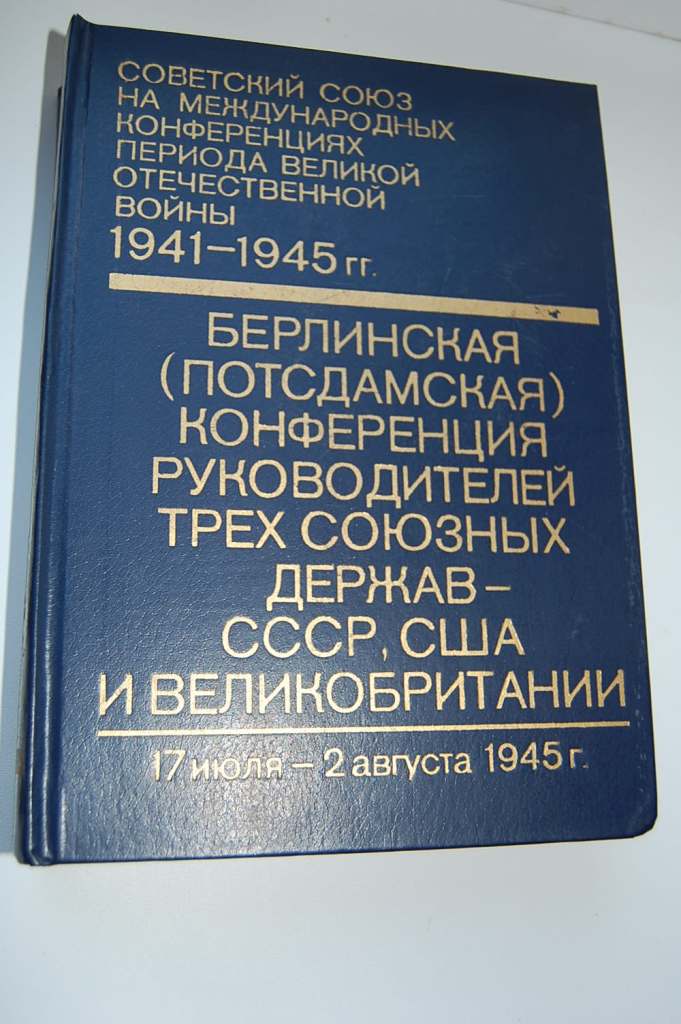 СОВЕТСКИЙ СОЮЗ
НА МЕЖДУНАРОДНЫХ
КОНФЕРЕНЦИЯХ
ПЕРИОДА ВЕЛИКОЙ
ОТЕЧЕСТВЕННОЙ
ВОЙНЫ
1941–1945 гг.
БЕРЛИНСКАЯ
(ПОТСДАМСКАЯ)
КОНФЕРЕНЦИЯ
РУКОВОДИТЕЛЕЙ
ТРЕХ СОЮЗНЫХ
ДЕРЖАВ –
СССР, США
И ВЕЛИКОБРИТАНИИ
17 июля – 2 августа 1945 г.